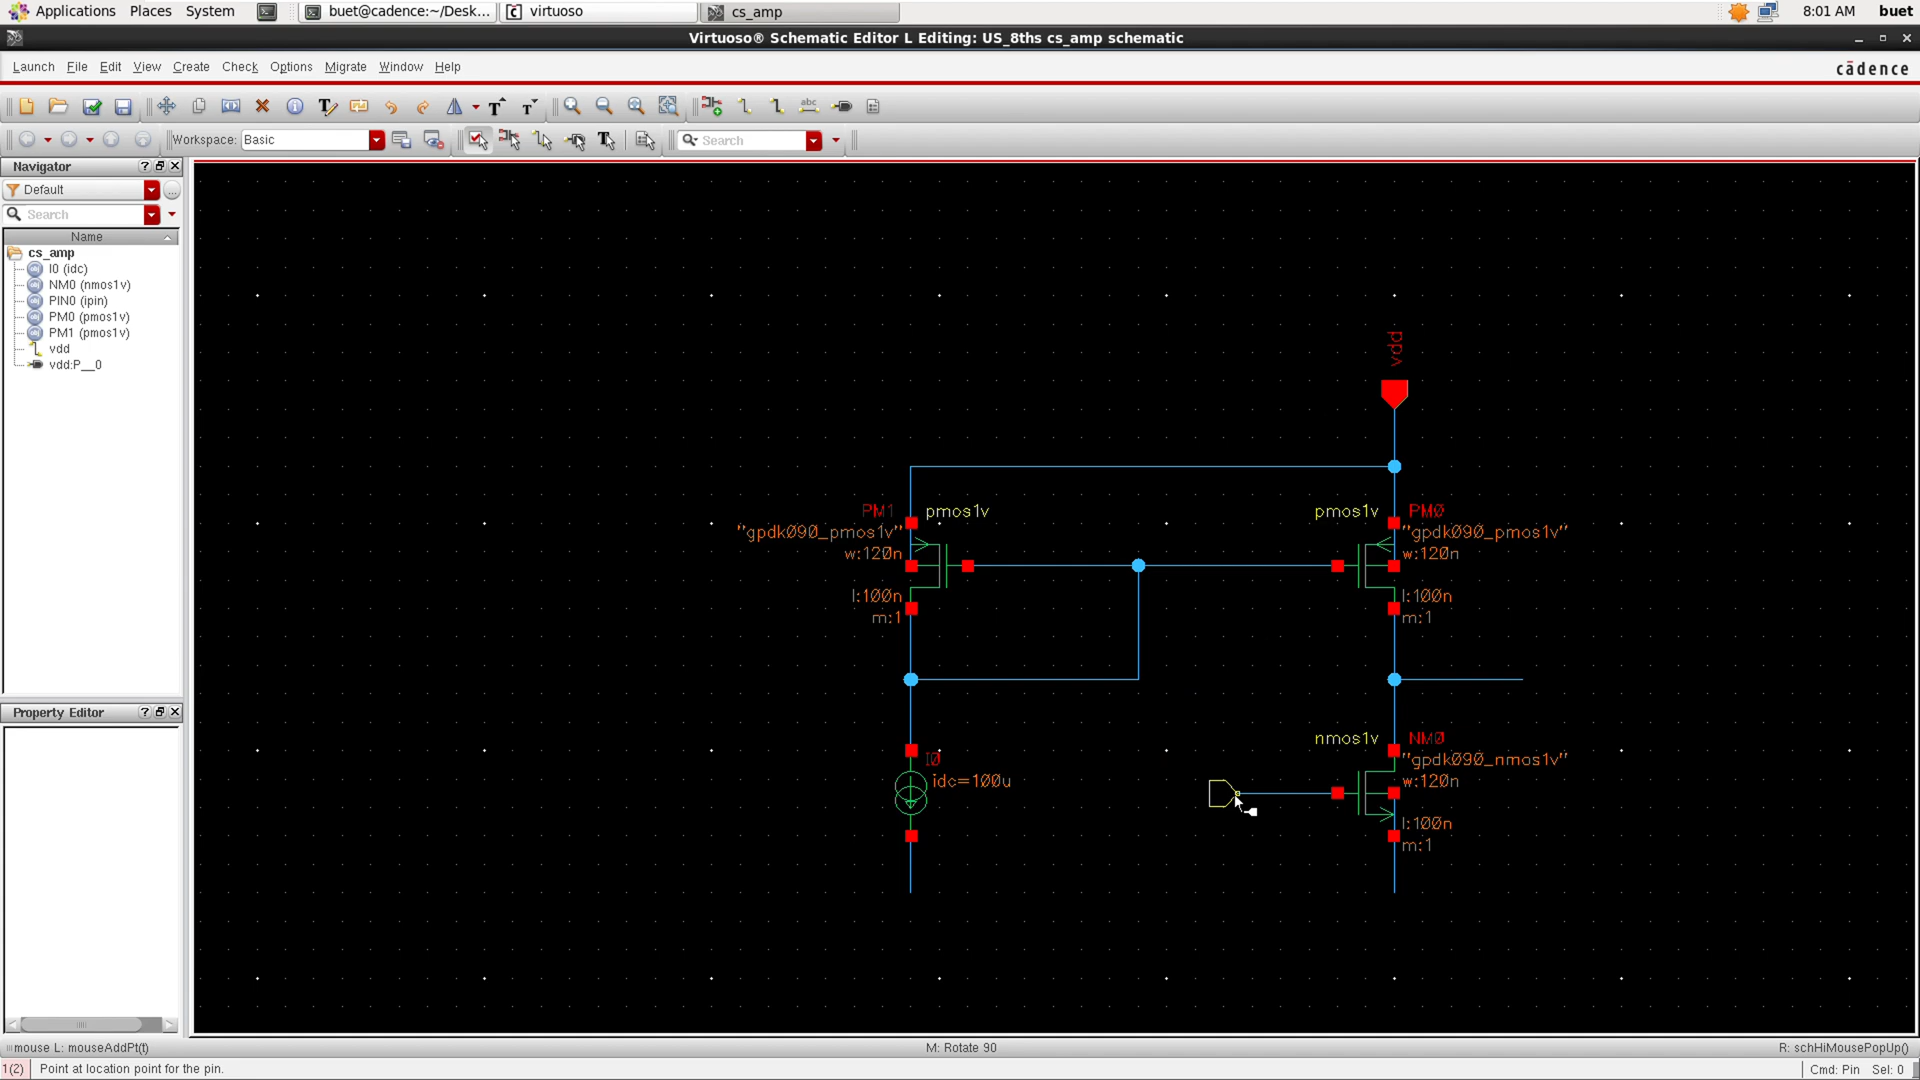 Applications Places System buet@cadence:~/Desk... virtuoso cs_amp 8:01 AM buet
Virtuoso® Schematic Editor L Editing: US_8ths cs_amp schematic
Launch File Edit View Create Check Options Migrate Window Help cādence
abc
Workspace: Basic Search
Navigator
Default
Search
Name
cs_amp
I0 (idc)
NM0 (nmos1v)
PIN0 (ipin)
PM0 (pmos1v)
PM1 (pmos1v)
vdd
vdd:P__0
Property Editor
vdd
PM1 pmos1v
"gpdk090_pmos1v"
w:120n
l:100n
m:1
pmos1v PM0
"gpdk090_pmos1v"
w:120n
l:100n
m:1
I0
idc=100u
nmos1v NM0
"gpdk090_nmos1v"
w:120n
l:100n
m:1
mouse L: mouseAddPt(t) M: Rotate 90 R: schHiMousePopUp()
1(2) Point at location point for the pin. Cmd: Pin Sel: 0